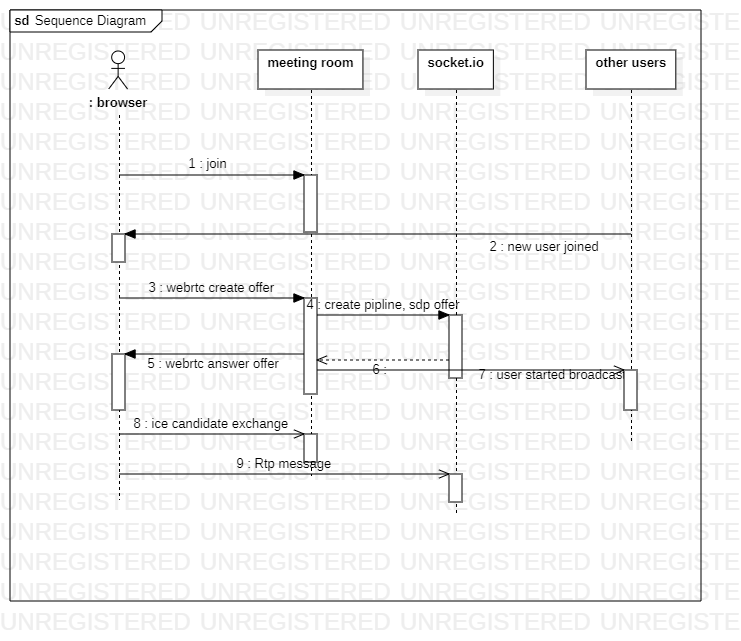 sd Sequence Diagram
meeting room
socket.io
other users
: browser
1 : join
2 : new user joined
3 : webrtc create offer
4 : create pipline, sdp offer
5 : webrtc answer offer
6 :
7 : user started broadcas
8 : ice candidate exchange
9 : Rtp message
UNREGISTERED